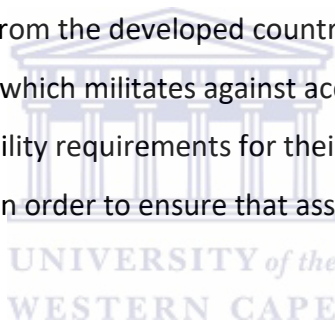 rom the developed countr
which militates against acc
ility requirements for thei
n order to ensure that ass
UNIVERSITY of the
WESTERN CAPE